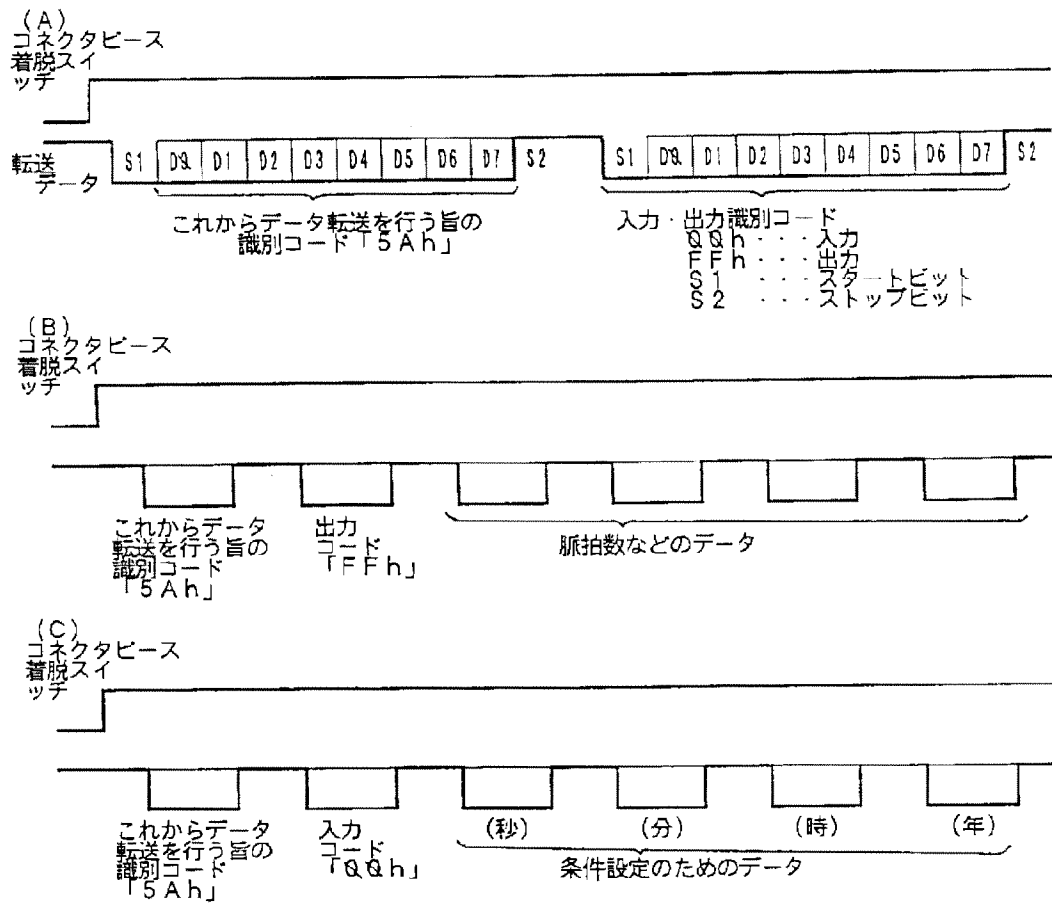 (A)
コネクタピース
着脱スイ
ッチ
転送
データ
S1 D0 D1 D2 D3 D4 D5 D6 D7 S2 S1 D0 D1 D2 D3 D4 D5 D6 D7 S2
これからデータ転送を行う旨の
識別コード「5Ah」
入力・出力識別コード
00h・・・入力
FFh・・・出力
S1 ・・・スタートビット
S2 ・・・ストップビット
(B)
コネクタピース
着脱スイ
ッチ
これからデータ
転送を行う旨の
識別コード
「5Ah」
出力
コード
「FFh」
脈拍数などのデータ
(C)
コネクタピース
着脱スイ
ッチ
これからデータ
転送を行う旨の
識別コード
「5Ah」
入力
コード
「00h」
(秒) (分) (時) (年)
条件設定のためのデータ